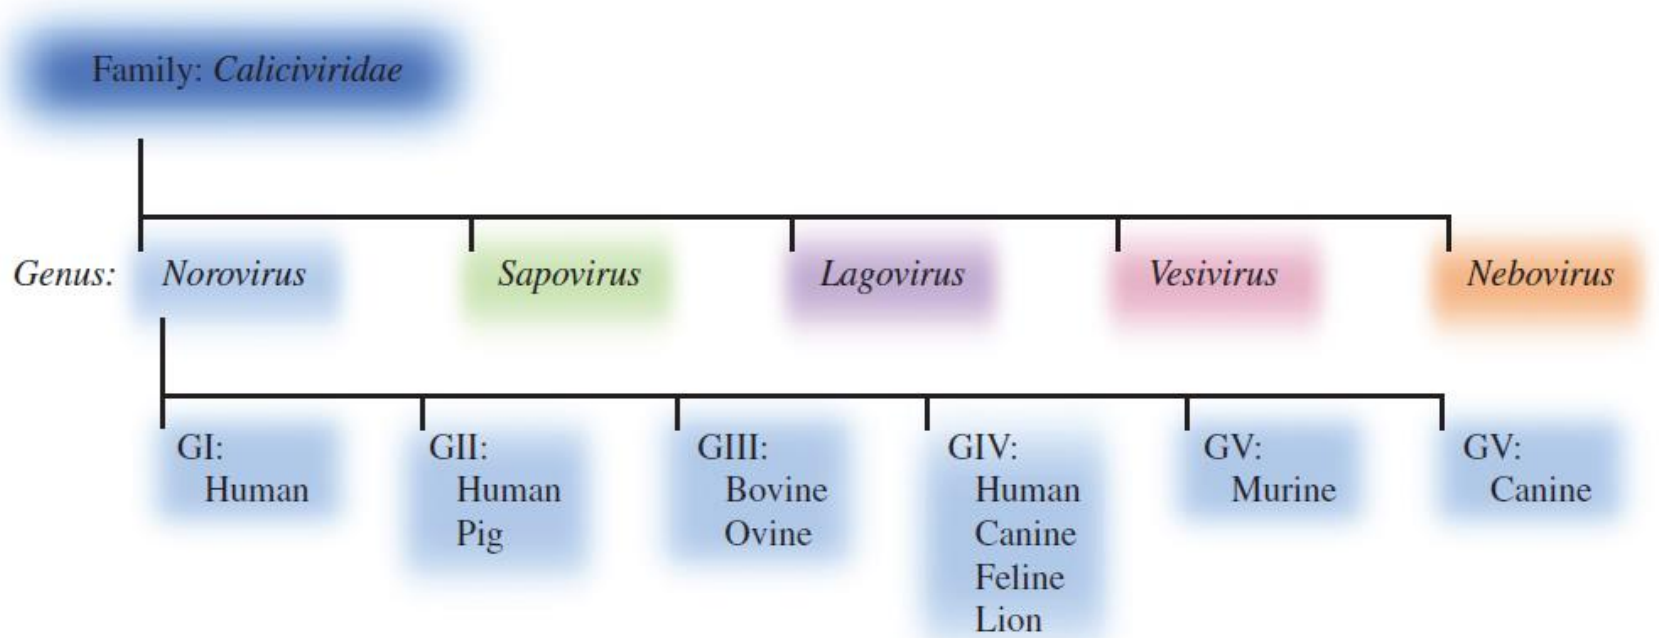 Family: Caliciviridae
Genus: Norovirus Sapovirus Lagovirus Vesivirus Nebovirus
GI:
Human
GII:
Human
Pig
GIII:
Bovine
Ovine
GIV:
Human
Canine
Feline
Lion
GV:
Murine
GV:
Canine